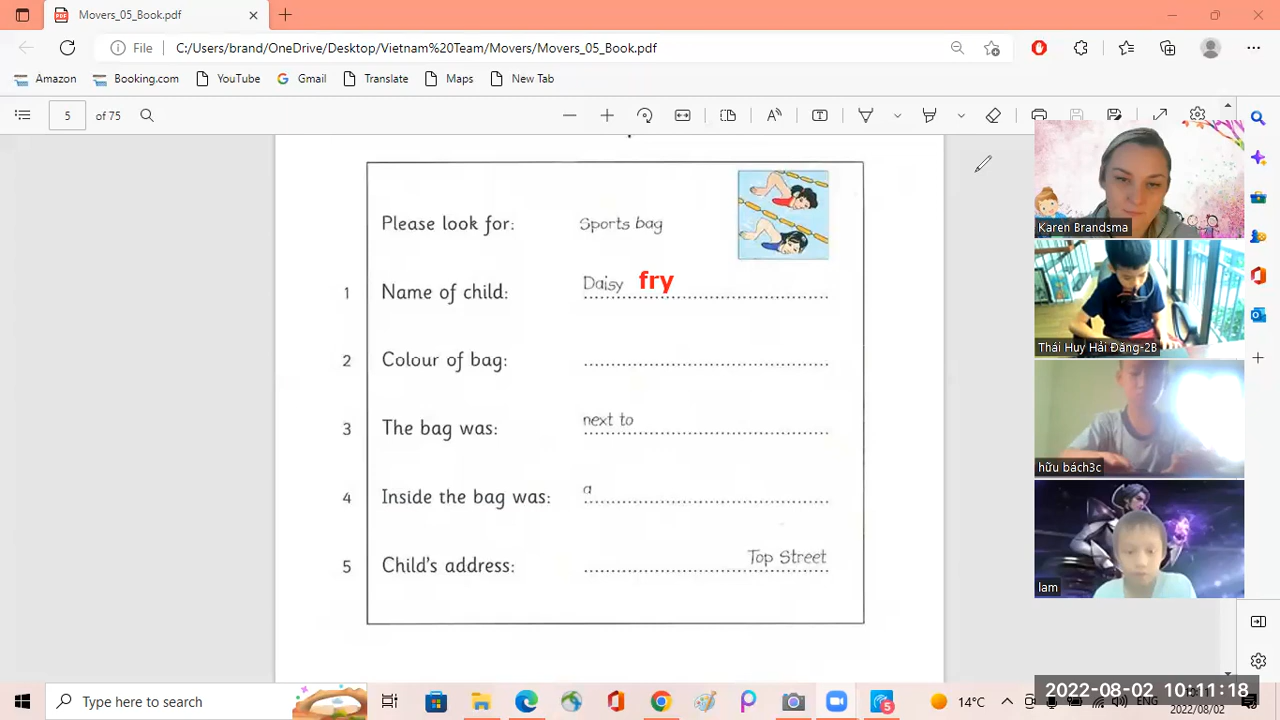 Movers_05_Book.pdf
File C:/Users/brand/OneDrive/Desktop/Vietnam%20Team/Movers/Movers_05_Book.pdf
Amazon Booking.com YouTube Gmail Translate Maps New Tab
5 of 75
Please look for: Sports bag
1 Name of child: Daisy fry
2 Colour of bag:
3 The bag was: next to
4 Inside the bag was: a
5 Child's address: Top Street
Karen Brandsma
Thái Huy Hải Đăng-2B
hữu bách3c
lam
Type here to search
5
14°C
ENG
2022-08-02 10:11:18
2022/08/02